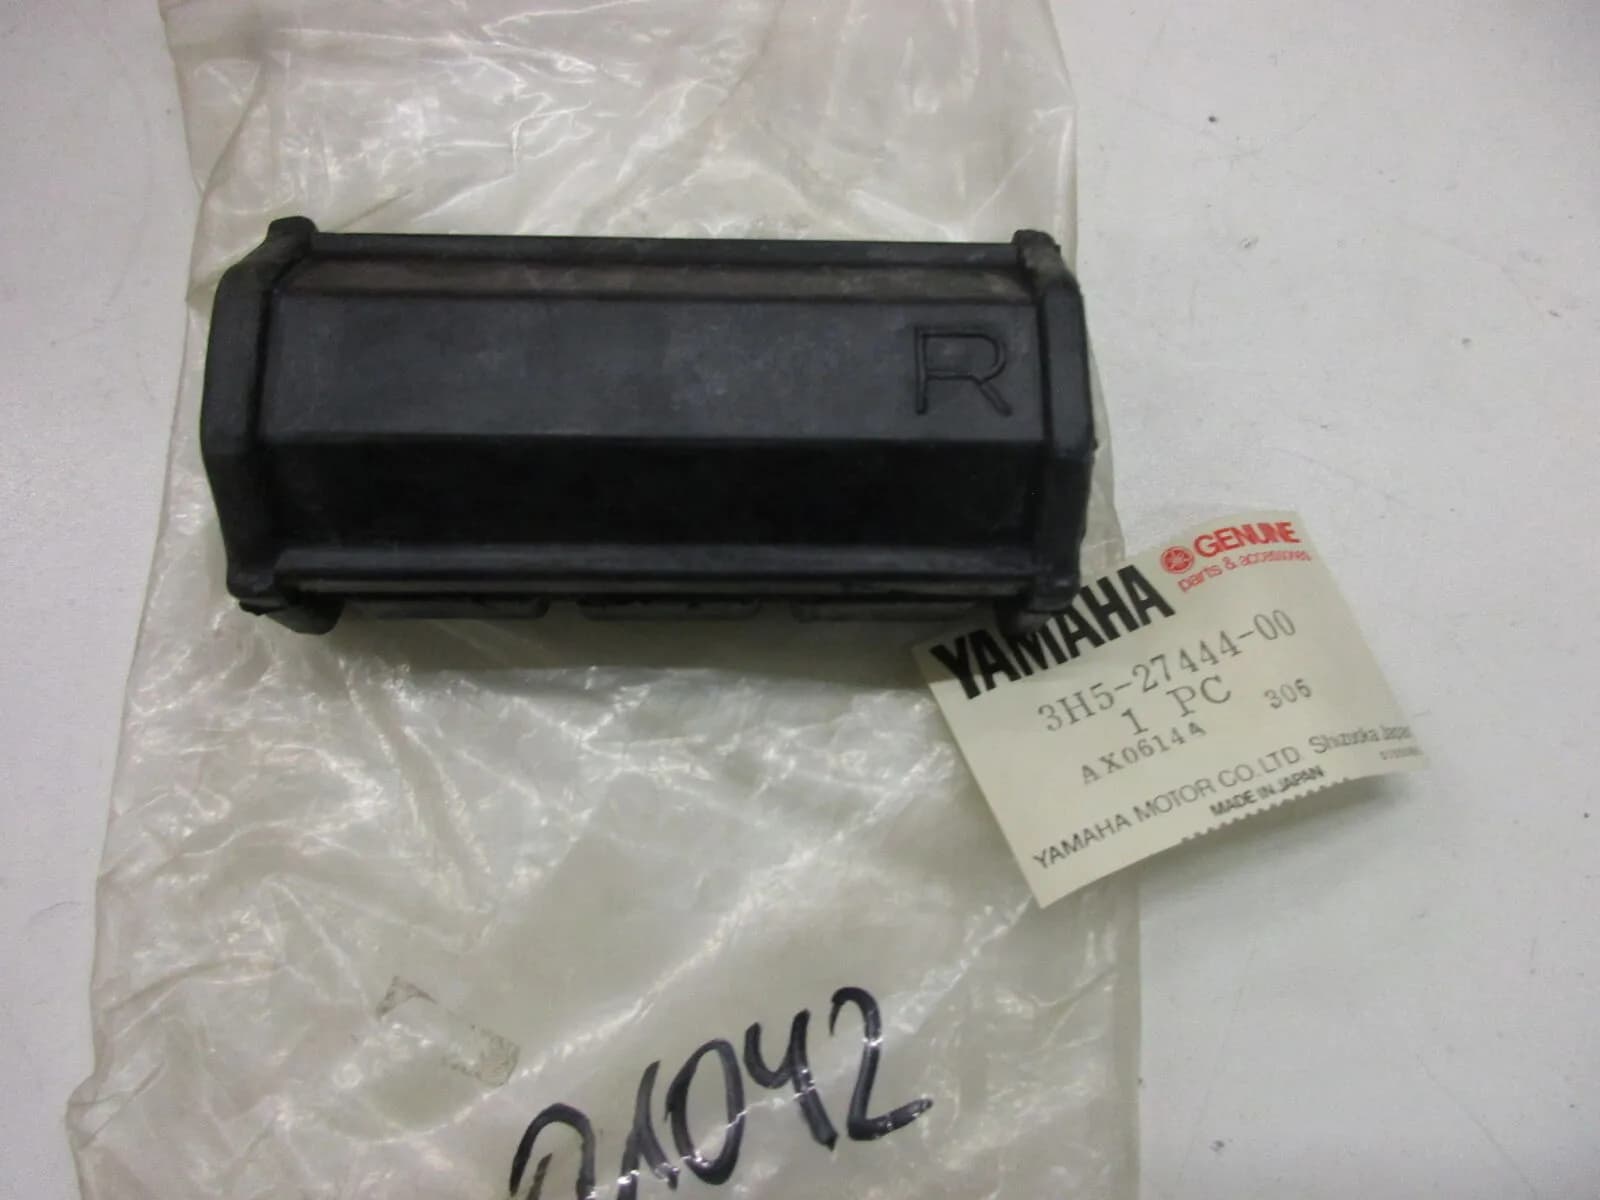 R
GENUINE
parts & accessories
YAMAHA
3H5-27444-00
1 PC
AX0614A 306
YAMAHA MOTOR CO. LTD. Shizuoka Japan
MADE IN JAPAN
21042